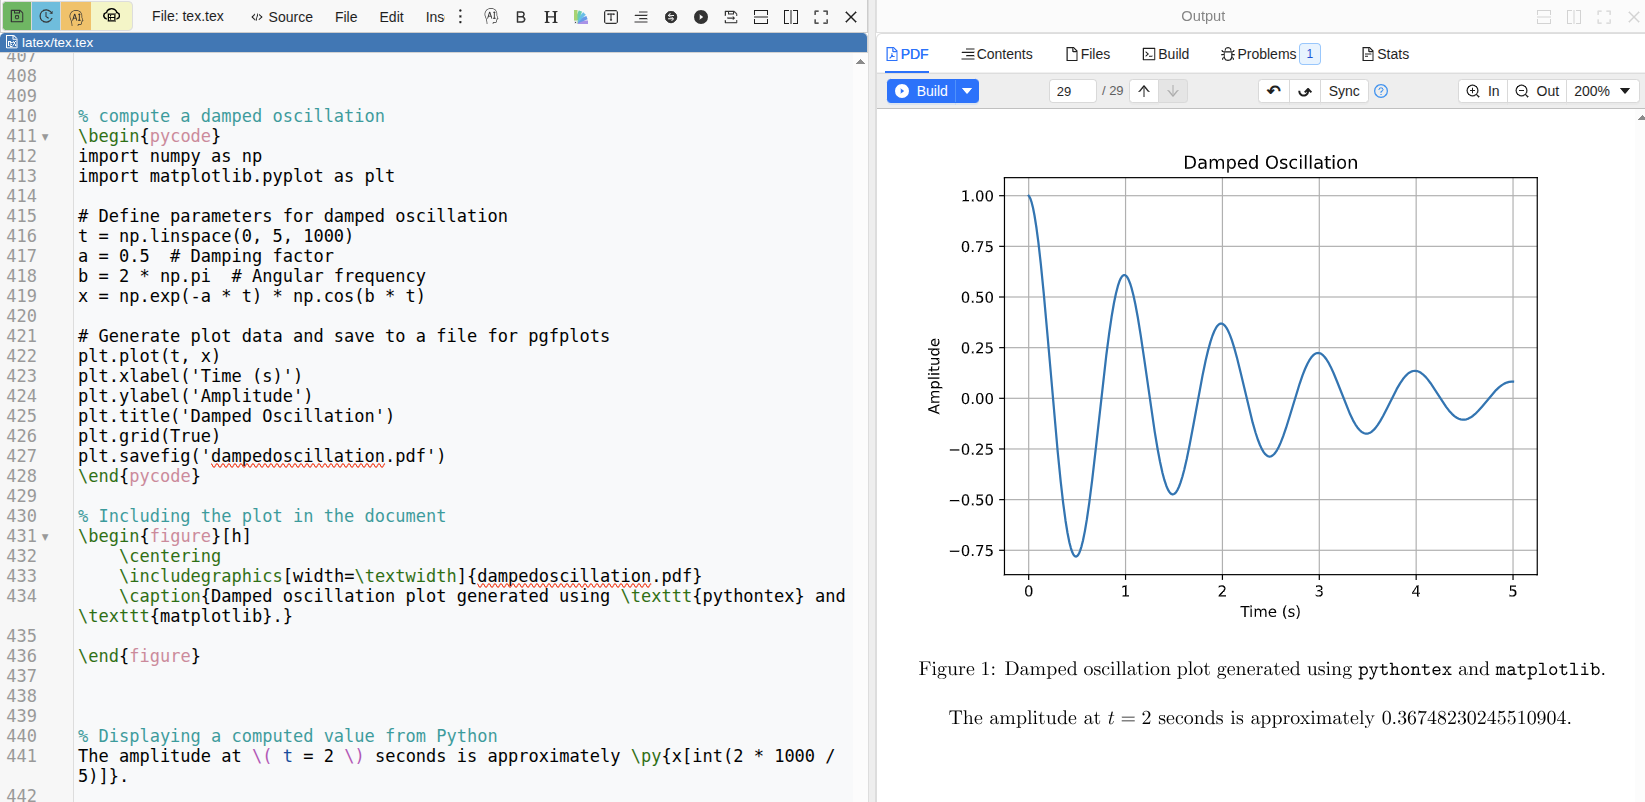 File: tex.tex
Source
File
Edit
Ins
latex/tex.tex
407
408
409
410 % compute a damped oscillation
411 \begin{pycode}
412 import numpy as np
413 import matplotlib.pyplot as plt
414
415 # Define parameters for damped oscillation
416 t = np.linspace(0, 5, 1000)
417 a = 0.5  # Damping factor
418 b = 2 * np.pi  # Angular frequency
419 x = np.exp(-a * t) * np.cos(b * t)
420
421 # Generate plot data and save to a file for pgfplots
422 plt.plot(t, x)
423 plt.xlabel('Time (s)')
424 plt.ylabel('Amplitude')
425 plt.title('Damped Oscillation')
426 plt.grid(True)
427 plt.savefig('dampedoscillation.pdf')
428 \end{pycode}
429
430 % Including the plot in the document
431 \begin{figure}[h]
432     \centering
433     \includegraphics[width=\textwidth]{dampedoscillation.pdf}
434     \caption{Damped oscillation plot generated using \texttt{pythontex} and
\texttt{matplotlib}.}
435
436 \end{figure}
437
438
439
440 % Displaying a computed value from Python
441 The amplitude at \( t = 2 \) seconds is approximately \py{x[int(2 * 1000 /
5)]}.
442
Output
PDF
Contents
Files
Build
Problems 1
Stats
Build
29 / 29
Sync
In
Out
200%
Damped Oscillation
1.00
0.75
0.50
0.25
0.00
−0.25
−0.50
−0.75
Amplitude
0 1 2 3 4 5
Time (s)
Figure 1: Damped oscillation plot generated using pythontex and matplotlib.
The amplitude at t = 2 seconds is approximately 0.36748230245510904.